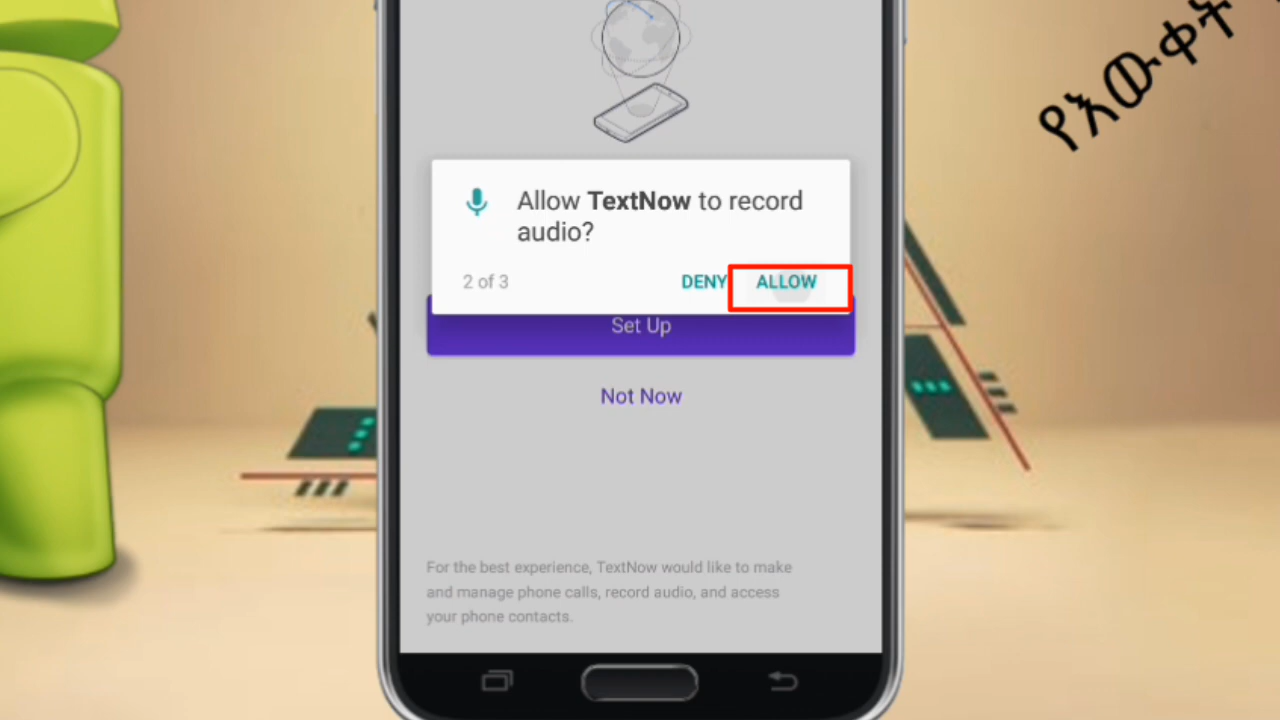 የእውቀት
Allow TextNow to record
audio?
2 of 3
DENY
ALLOW
Set Up
Not Now
For the best experience, TextNow would like to make
and manage phone calls, record audio, and access
your phone contacts.